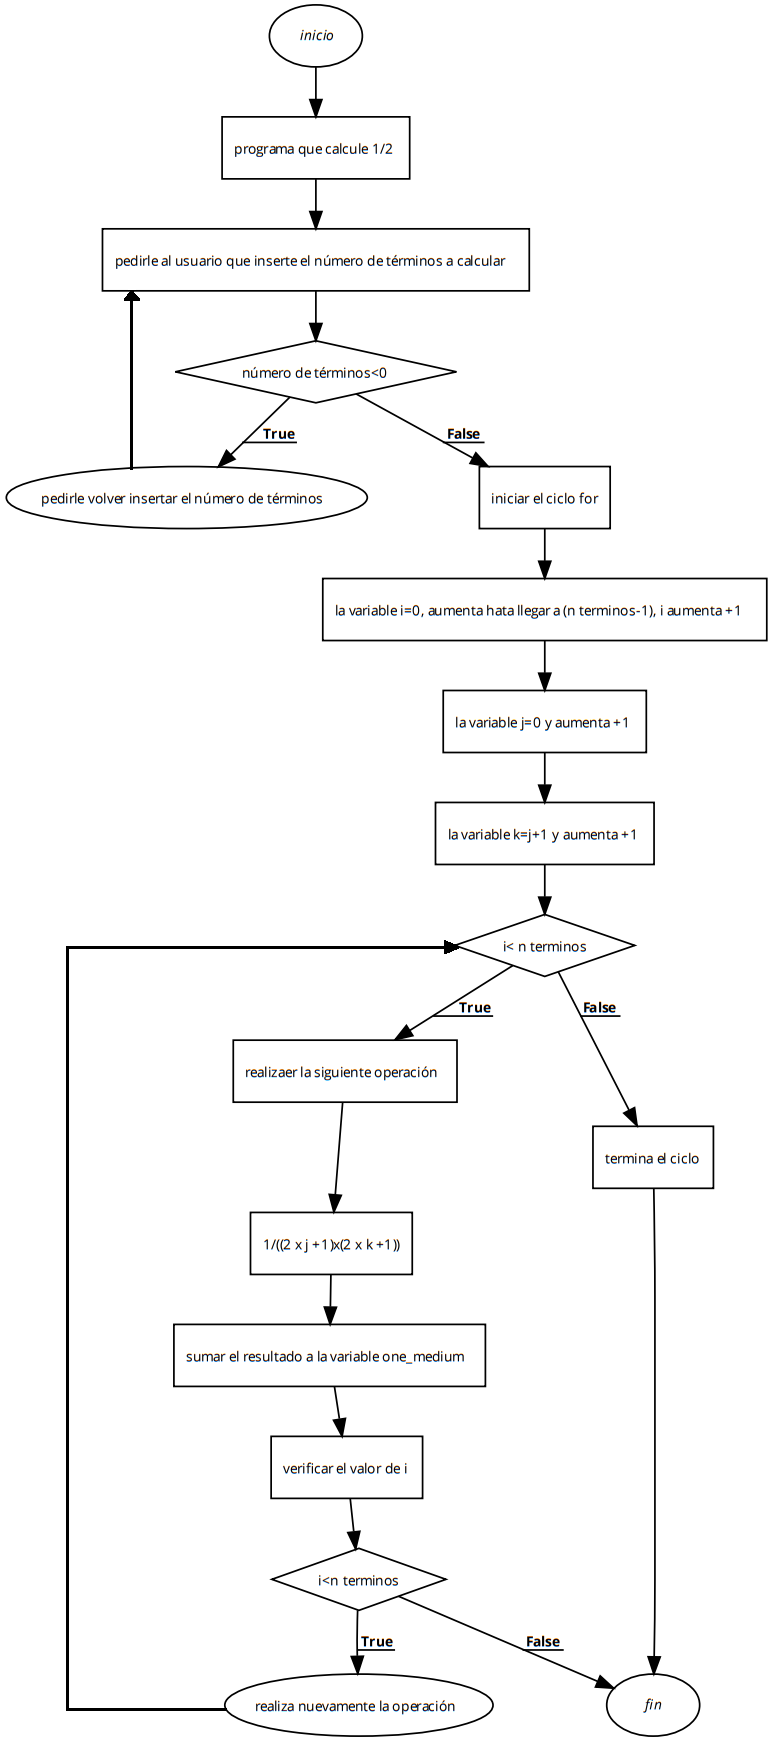 inicio
programa que calcule 1/2
pedirle al usuario que inserte el número de términos a calcular
número de términos<0
True
False
pedirle volver insertar el número de términos
iniciar el ciclo for
la variable i=0, aumenta hata llegar a (n terminos-1), i aumenta +1
la variable j=0 y aumenta +1
la variable k=j+1 y aumenta +1
i< n terminos
True
False
realizaer la siguiente operación
termina el ciclo
1/((2 x j +1)x(2 x k +1))
sumar el resultado a la variable one_medium
verificar el valor de i
i<n terminos
True
False
realiza nuevamente la operación
fin